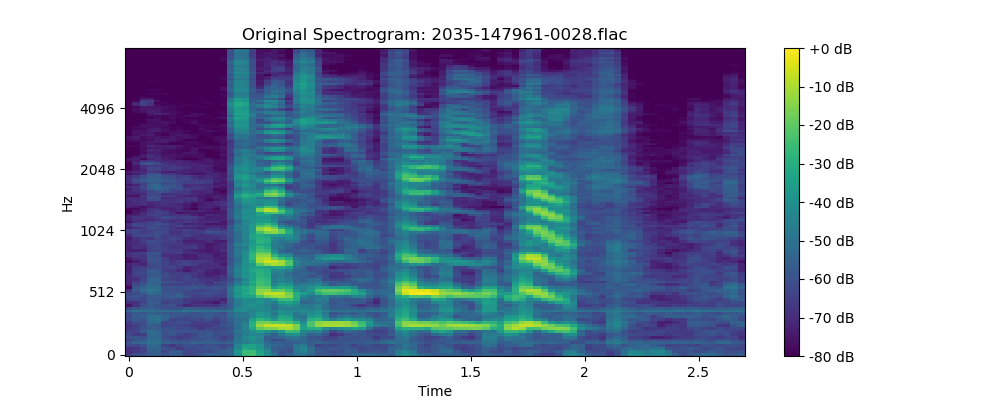 Original Spectrogram: 2035-147961-0028.flac
Hz
4096
2048
1024
512
0
0
0.5
1
1.5
2
2.5
Time
+0 dB
-10 dB
-20 dB
-30 dB
-40 dB
-50 dB
-60 dB
-70 dB
-80 dB